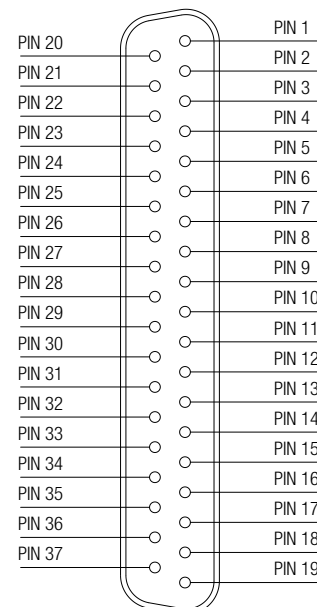 PIN 1
PIN 20
PIN 2
PIN 21
PIN 3
PIN 22
PIN 4
PIN 23
PIN 5
PIN 24
PIN 6
PIN 25
PIN 7
PIN 26
PIN 8
PIN 27
PIN 9
PIN 28
PIN 10
PIN 29
PIN 11
PIN 30
PIN 12
PIN 31
PIN 13
PIN 32
PIN 14
PIN 33
PIN 15
PIN 34
PIN 16
PIN 35
PIN 17
PIN 36
PIN 18
PIN 37
PIN 19